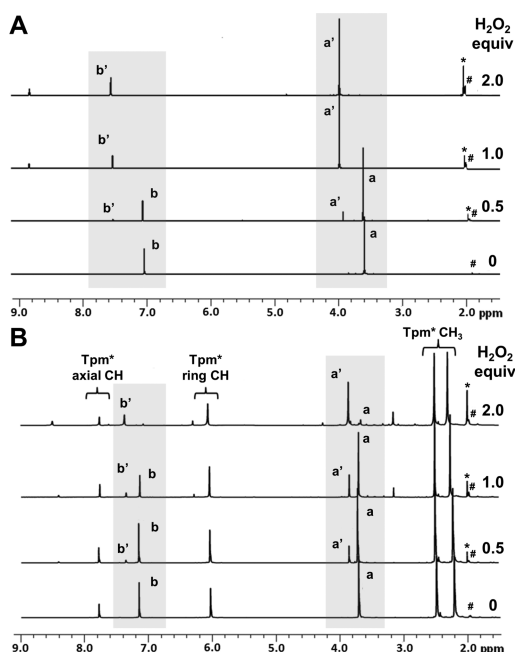 A
H₂O₂
equiv
a'
*
b'
# 2.0
a'
b'
*
# 1.0
a
b
a'
b'
*# 0.5
a
b
# 0
9.0 8.0 7.0 6.0 5.0 4.0 3.0 2.0 ppm
B
Tpm* CH₃
Tpm*
axial CH
Tpm*
ring CH
H₂O₂
equiv
a'
*
b'
a
# 2.0
a
b'
b
a'
*
# 1.0
a
b
b'
a'
*
# 0.5
a
b
# 0
9.0 8.0 7.0 6.0 5.0 4.0 3.0 2.0 ppm